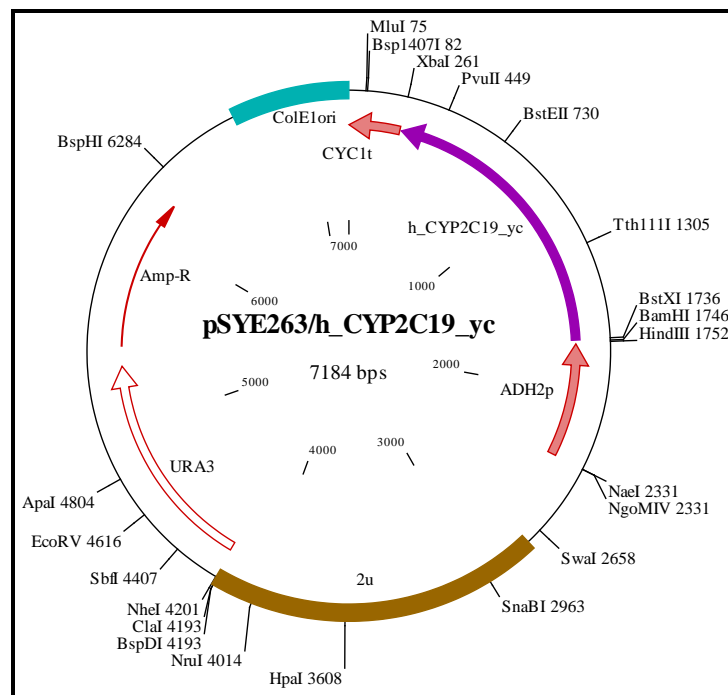 MluI 75
Bsp1407I 82
XbaI 261
PvuII 449
BstEII 730
ColE1ori
CYC1t
BspHI 6284
h_CYP2C19_yc
Tth111I 1305
7000
1000
Amp-R
6000
BstXI 1736
BamHI 1746
HindIII 1752
pSYE263/h_CYP2C19_yc
7184 bps
2000
ADH2p
5000
4000
3000
URA3
ApaI 4804
EcoRV 4616
SbfI 4407
NaeI 2331
NgoMIV 2331
SwaI 2658
2u
SnaBI 2963
NheI 4201
ClaI 4193
BspDI 4193
NruI 4014
HpaI 3608